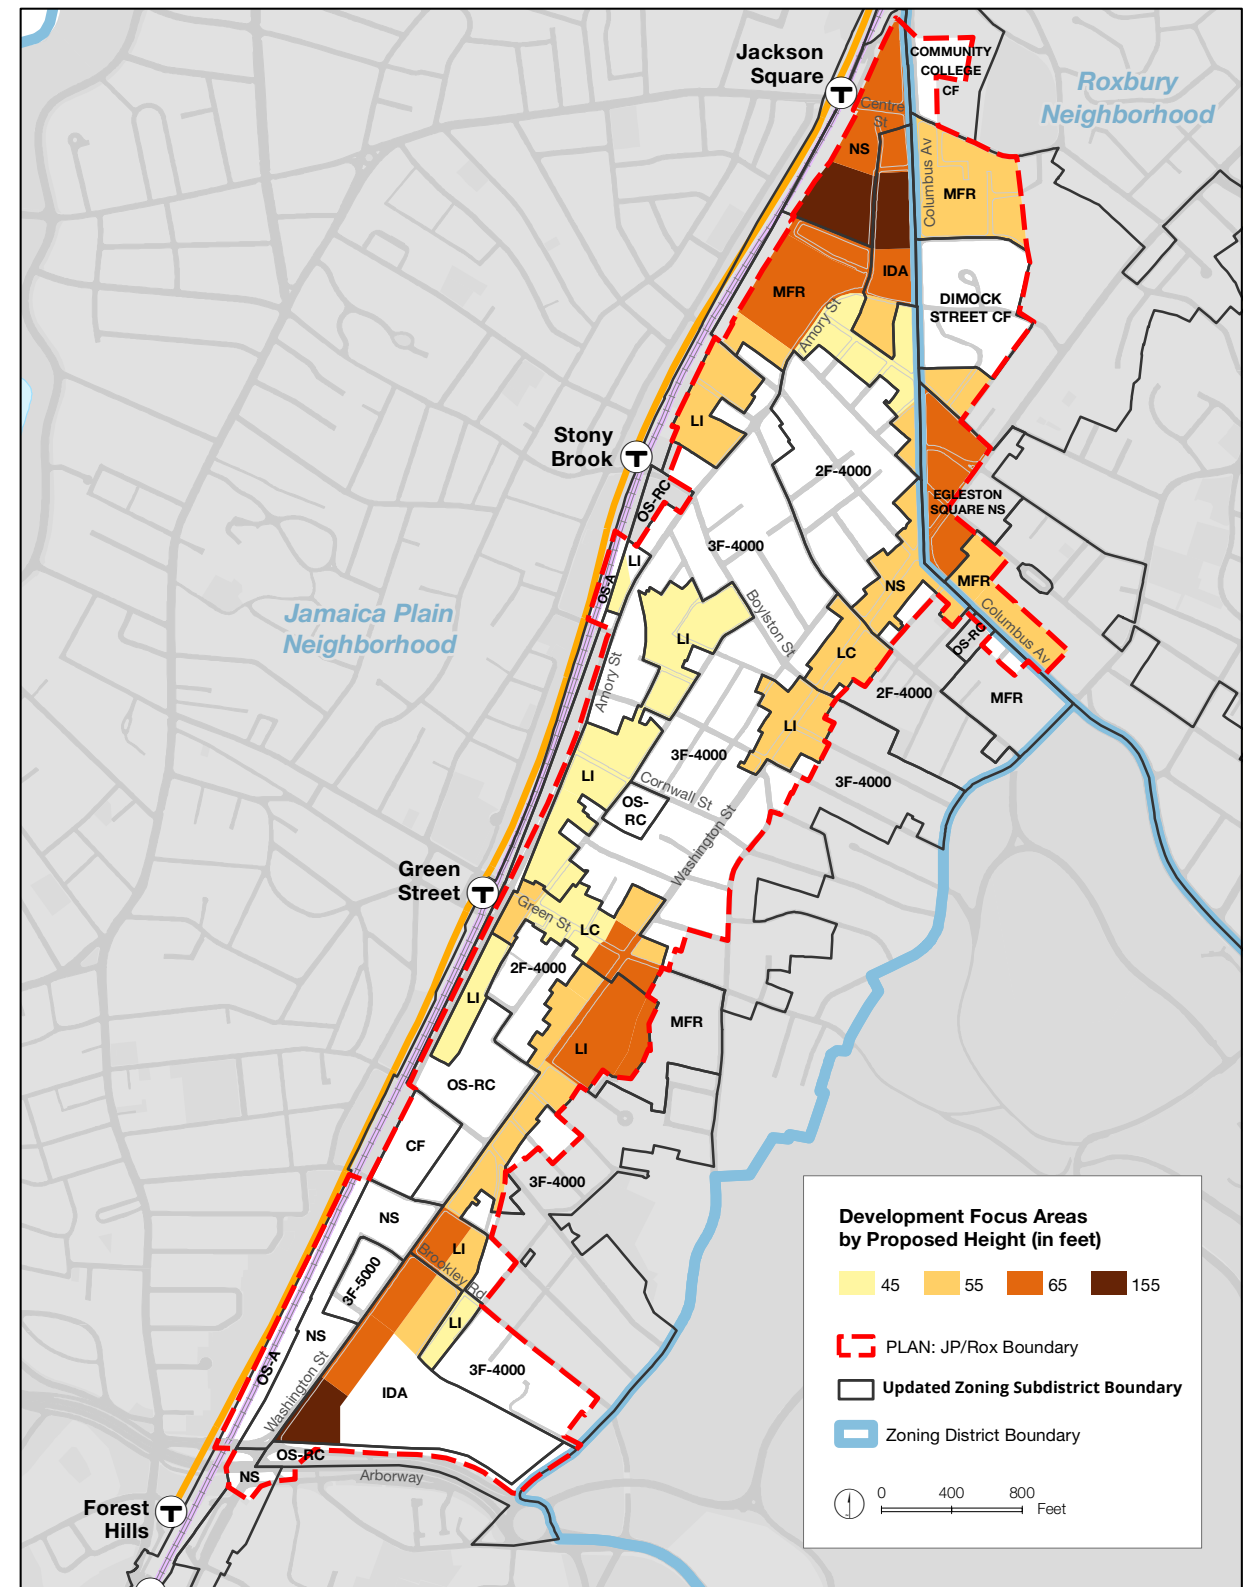 Jackson
Square
T
COMMUNITY
COLLEGE
CF
Roxbury
Neighborhood
Centre
St
NS
Columbus Av
MFR
IDA
MFR
DIMOCK
STREET CF
Amory St
LI
Stony
Brook
T
2F-4000
OS-RC
EGLESTON
SQUARE NS
3F-4000
LI
OS-A
NS
MFR
Columbus Av
Jamaica Plain
Neighborhood
Boylston St
LI
OS-RC
LC
Amory St
2F-4000
MFR
LI
3F-4000
LI
Cornwall St
3F-4000
OS-
RC
Washington St
Green
Street
T
Green St
LC
2F-4000
LI
MFR
LI
OS-RC
CF
3F-4000
NS
LI
Brookley Rd
3F-5000
LI
NS
3F-4000
OS-A
Washington St
IDA
OS-RC
NS
Arborway
Forest
Hills
T
Development Focus Areas
by Proposed Height (in feet)
45 55 65 155
PLAN: JP/Rox Boundary
Updated Zoning Subdistrict Boundary
Zoning District Boundary
0 400 800
Feet